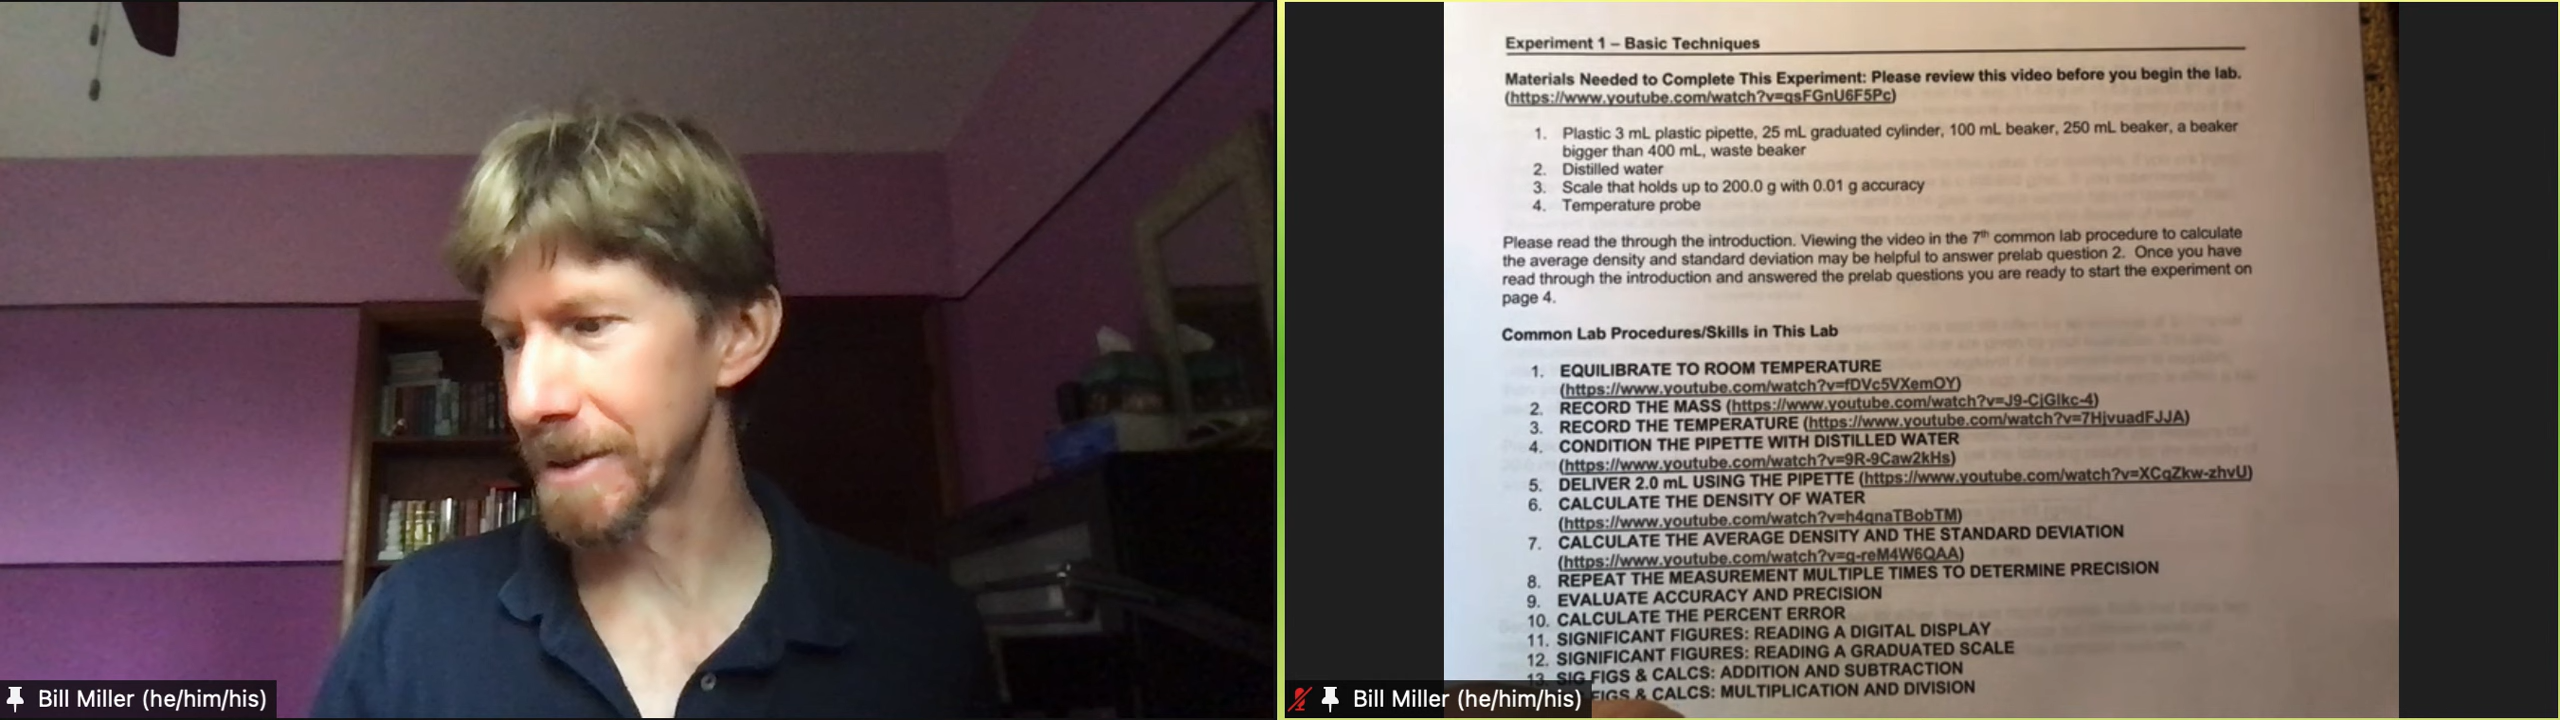 Experiment 1 – Basic Techniques
Materials Needed to Complete This Experiment: Please review this video before you begin the lab.
(https://www.youtube.com/watch?v=qsFGnU6F5Pc)
1. Plastic 3 mL plastic pipette, 25 mL graduated cylinder, 100 mL beaker, 250 mL beaker, a beaker
bigger than 400 mL, waste beaker
2. Distilled water
3. Scale that holds up to 200.0 g with 0.01 g accuracy
4. Temperature probe
Please read the through the introduction. Viewing the video in the 7th common lab procedure to calculate
the average density and standard deviation may be helpful to answer prelab question 2. Once you have
read through the introduction and answered the prelab questions you are ready to start the experiment on
page 4.
Common Lab Procedures/Skills in This Lab
1. EQUILIBRATE TO ROOM TEMPERATURE
(https://www.youtube.com/watch?v=fDVc5VXemOY)
2. RECORD THE MASS (https://www.youtube.com/watch?v=J9-CjGlkc-4)
3. RECORD THE TEMPERATURE (https://www.youtube.com/watch?v=7HjvuadFJJA)
4. CONDITION THE PIPETTE WITH DISTILLED WATER
(https://www.youtube.com/watch?v=9R-9Caw2kHs)
5. DELIVER 2.0 mL USING THE PIPETTE (https://www.youtube.com/watch?v=XCqZkw-zhvU)
6. CALCULATE THE DENSITY OF WATER
(https://www.youtube.com/watch?v=h4qnaTBobTM)
7. CALCULATE THE AVERAGE DENSITY AND THE STANDARD DEVIATION
(https://www.youtube.com/watch?v=g-reM4W6QAA)
8. REPEAT THE MEASUREMENT MULTIPLE TIMES TO DETERMINE PRECISION
9. EVALUATE ACCURACY AND PRECISION
10. CALCULATE THE PERCENT ERROR
11. SIGNIFICANT FIGURES: READING A DIGITAL DISPLAY
12. SIGNIFICANT FIGURES: READING A GRADUATED SCALE
13. SIG FIGS & CALCS: ADDITION AND SUBTRACTION
FIGS & CALCS: MULTIPLICATION AND DIVISION
Bill Miller (he/him/his)
Bill Miller (he/him/his)